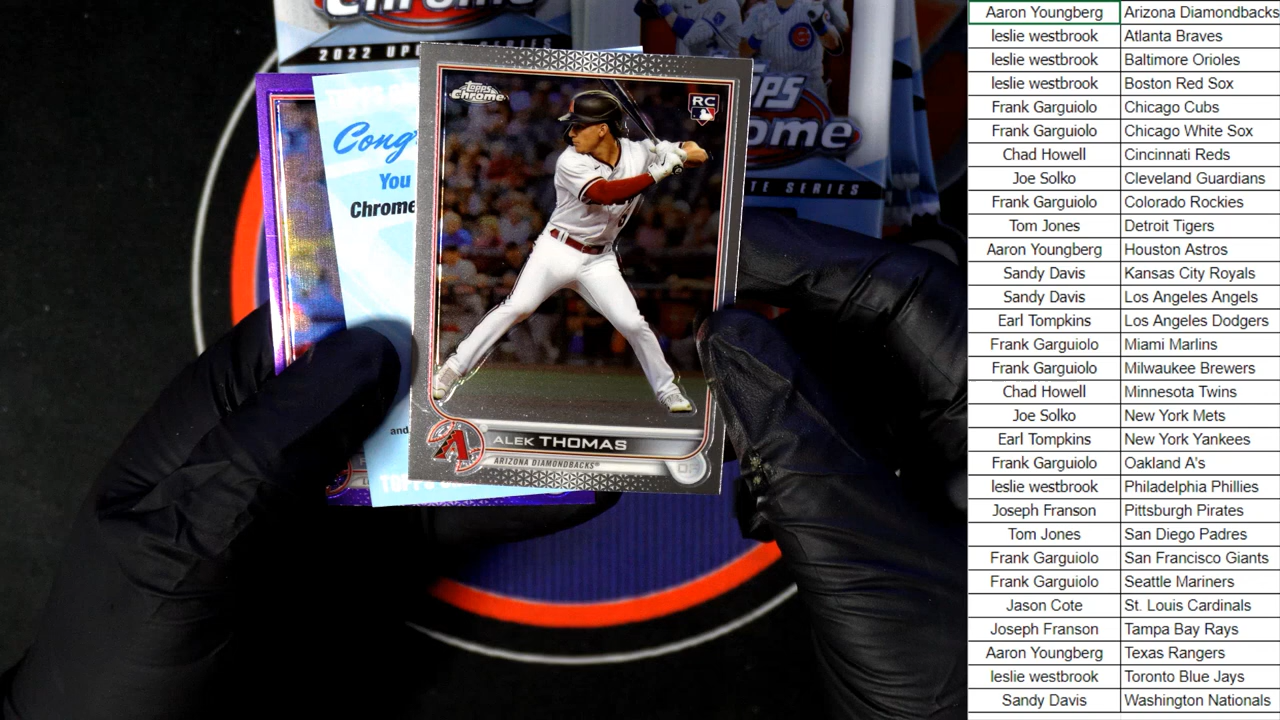 Chrome
2022 UPDATE SERIES
TOPPS
Chrome
TE SERIES
Cong
You
Chrome
and
Topps
Chrome
RC
ALEK THOMAS
ARIZONA DIAMONDBACKS®
OF
Aaron Youngberg Arizona Diamondbacks
leslie westbrook Atlanta Braves
leslie westbrook Baltimore Orioles
leslie westbrook Boston Red Sox
Frank Garguiolo Chicago Cubs
Frank Garguiolo Chicago White Sox
Chad Howell Cincinnati Reds
Joe Solko Cleveland Guardians
Frank Garguiolo Colorado Rockies
Tom Jones Detroit Tigers
Aaron Youngberg Houston Astros
Sandy Davis Kansas City Royals
Sandy Davis Los Angeles Angels
Earl Tompkins Los Angeles Dodgers
Frank Garguiolo Miami Marlins
Frank Garguiolo Milwaukee Brewers
Chad Howell Minnesota Twins
Joe Solko New York Mets
Earl Tompkins New York Yankees
Frank Garguiolo Oakland A's
leslie westbrook Philadelphia Phillies
Joseph Franson Pittsburgh Pirates
Tom Jones San Diego Padres
Frank Garguiolo San Francisco Giants
Frank Garguiolo Seattle Mariners
Jason Cote St. Louis Cardinals
Joseph Franson Tampa Bay Rays
Aaron Youngberg Texas Rangers
leslie westbrook Toronto Blue Jays
Sandy Davis Washington Nationals